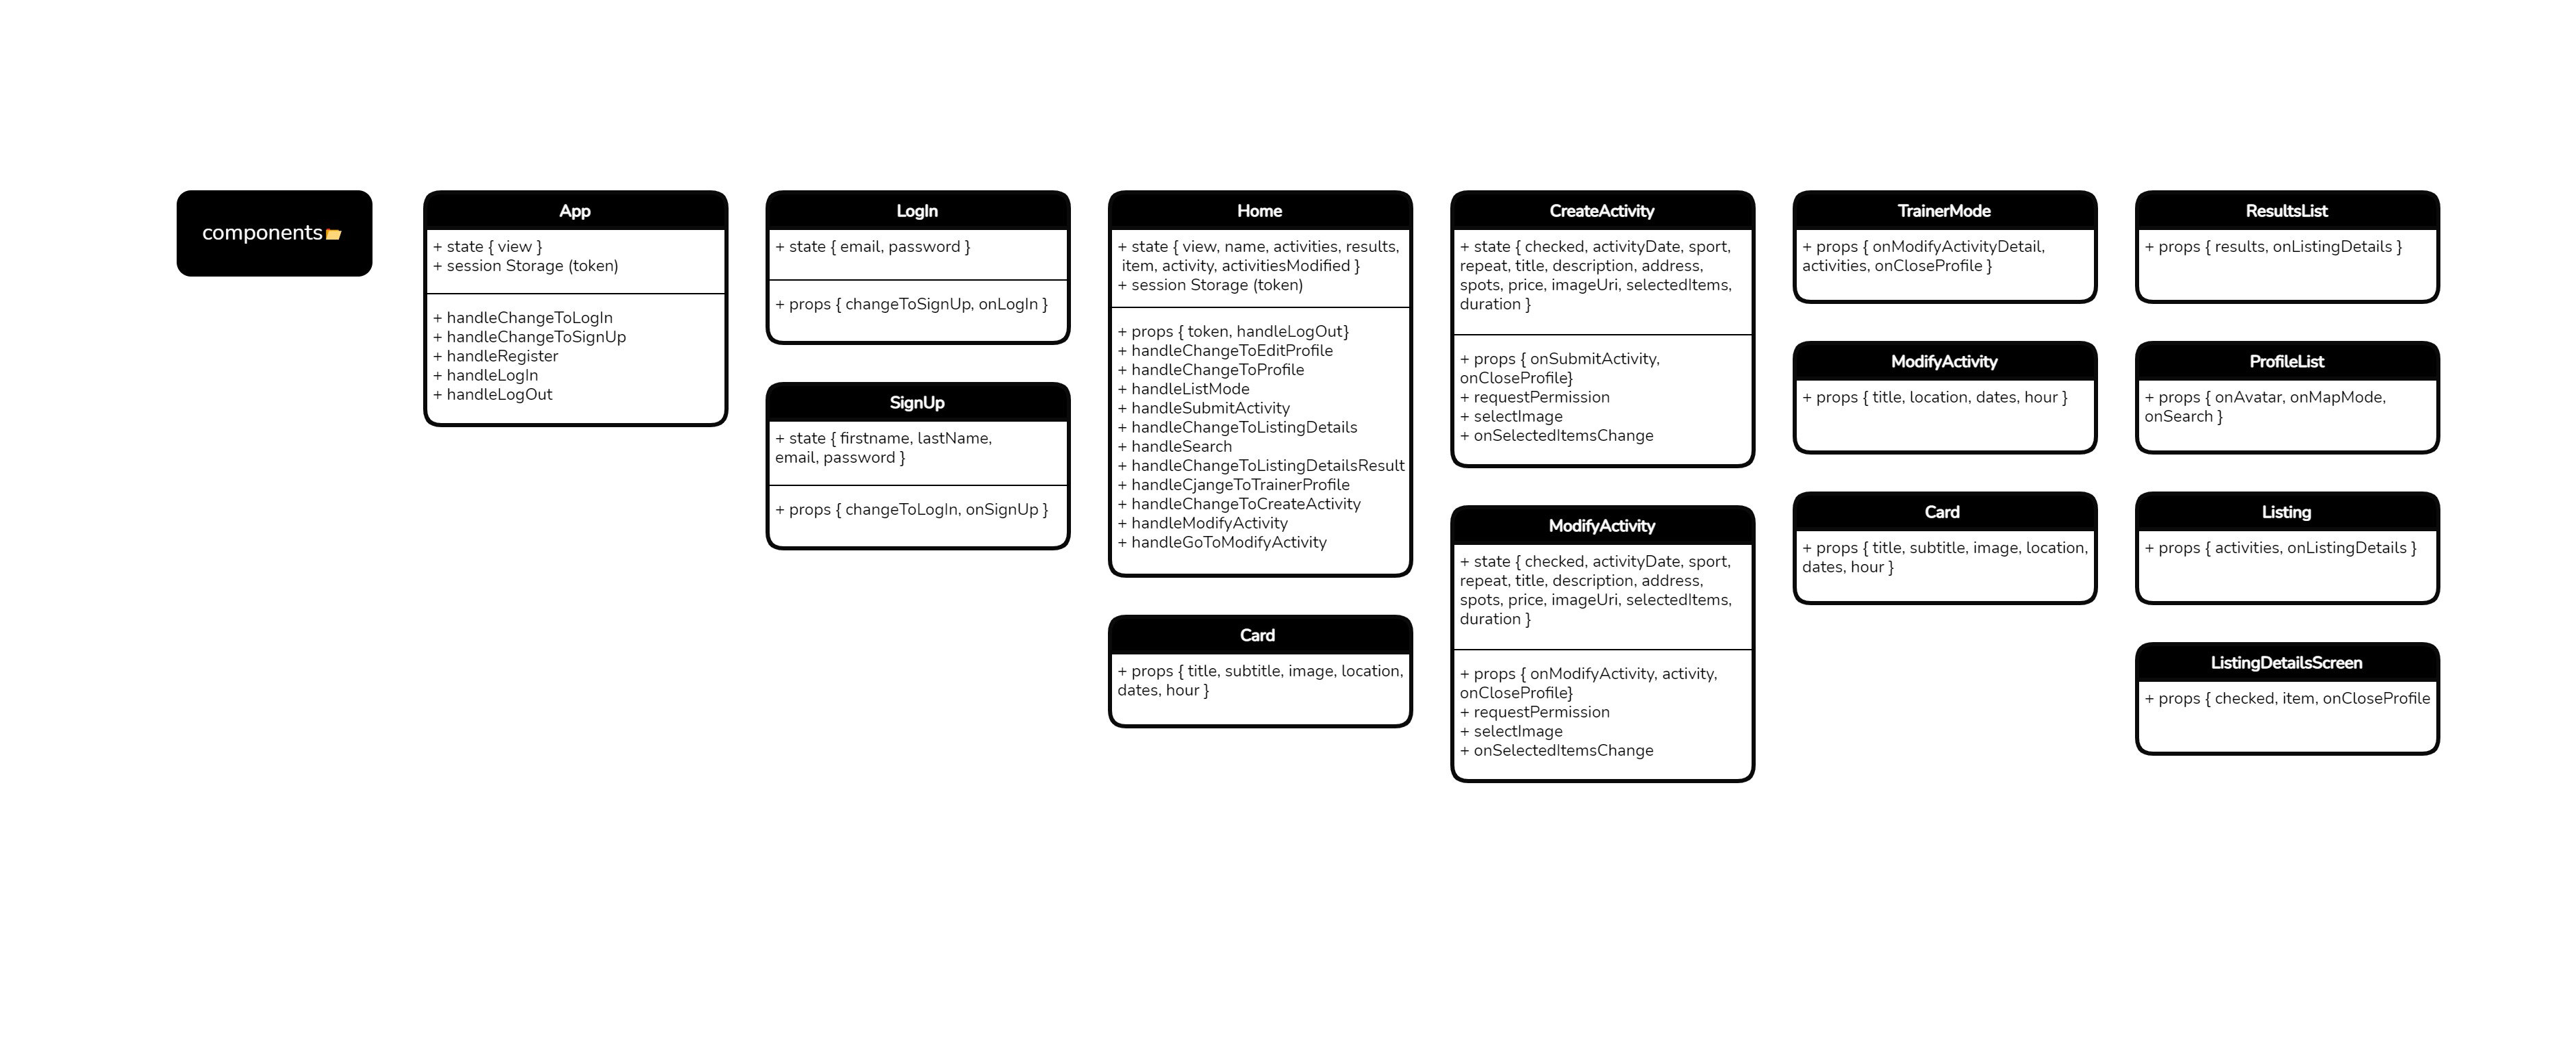 components
App
+ state { view }
+ session Storage (token)
+ handleChangeToLogIn
+ handleChangeToSignUp
+ handleRegister
+ handleLogIn
+ handleLogOut
LogIn
+ state { email, password }
+ props { changeToSignUp, onLogIn }
SignUp
+ state { firstname, lastName,
email, password }
+ props { changeToLogIn, onSignUp }
Home
+ state { view, name, activities, results,
item, activity, activitiesModified }
+ session Storage (token)
+ props { token, handleLogOut}
+ handleChangeToEditProfile
+ handleChangeToProfile
+ handleListMode
+ handleSubmitActivity
+ handleChangeToListingDetails
+ handleSearch
+ handleChangeToListingDetailsResult
+ handleCjangeToTrainerProfile
+ handleChangeToCreateActivity
+ handleModifyActivity
+ handleGoToModifyActivity
Card
+ props { title, subtitle, image, location,
dates, hour }
CreateActivity
+ state { checked, activityDate, sport,
repeat, title, description, address,
spots, price, imageUri, selectedItems,
duration }
+ props { onSubmitActivity,
onCloseProfile}
+ requestPermission
+ selectImage
+ onSelectedItemsChange
ModifyActivity
+ state { checked, activityDate, sport,
repeat, title, description, address,
spots, price, imageUri, selectedItems,
duration }
+ props { onModifyActivity, activity,
onCloseProfile}
+ requestPermission
+ selectImage
+ onSelectedItemsChange
TrainerMode
+ props { onModifyActivityDetail,
activities, onCloseProfile }
ModifyActivity
+ props { title, location, dates, hour }
Card
+ props { title, subtitle, image, location,
dates, hour }
ResultsList
+ props { results, onListingDetails }
ProfileList
+ props { onAvatar, onMapMode,
onSearch }
Listing
+ props { activities, onListingDetails }
ListingDetailsScreen
+ props { checked, item, onCloseProfile